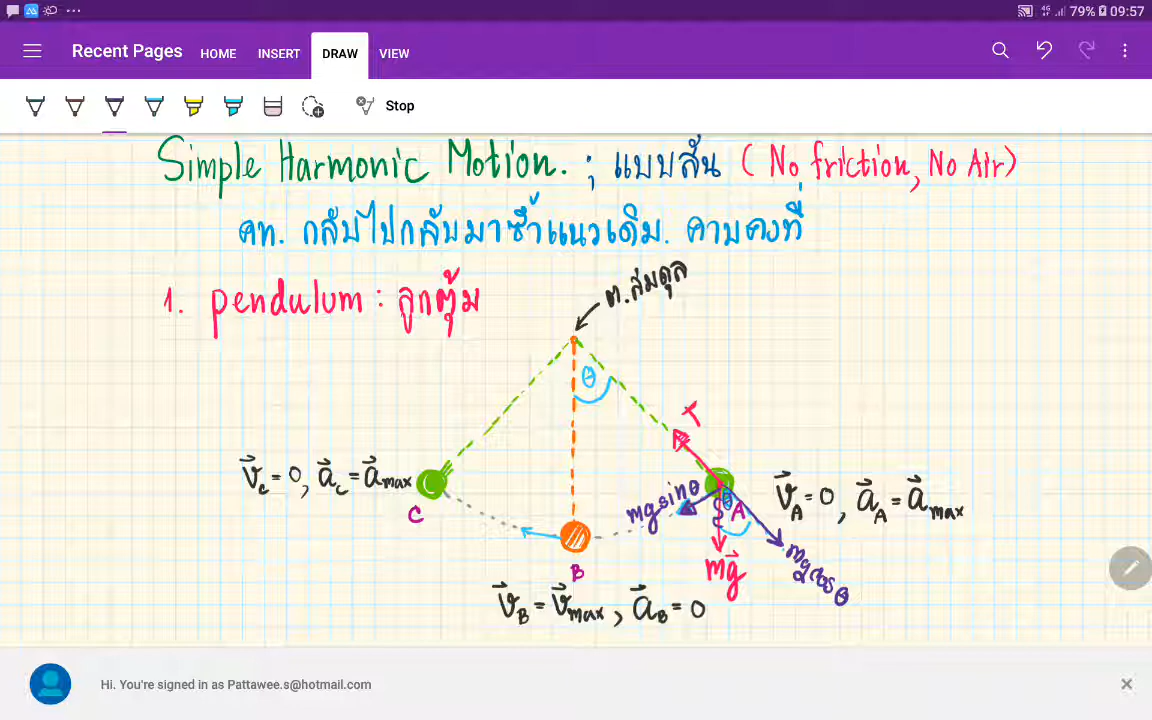 79% 09:57
Recent Pages HOME INSERT DRAW VIEW
Stop
Simple Harmonic Motion. ; แบบสั่น (No friction, No Air)
คท. กลับไปกลับมาซ้ำแนวเดิม. คาบคงที่
1. pendulum : ลูกตุ้ม
ต.สมดุล
θ
T
v⃗c = 0, a⃗c = a⃗max
mg sinθ
θ
v⃗A = 0, a⃗A = a⃗max
C
A
B
mg⃗
mg cosθ
v⃗B = v⃗max, a⃗B = 0
Hi. You're signed in as Pattawee.s@hotmail.com